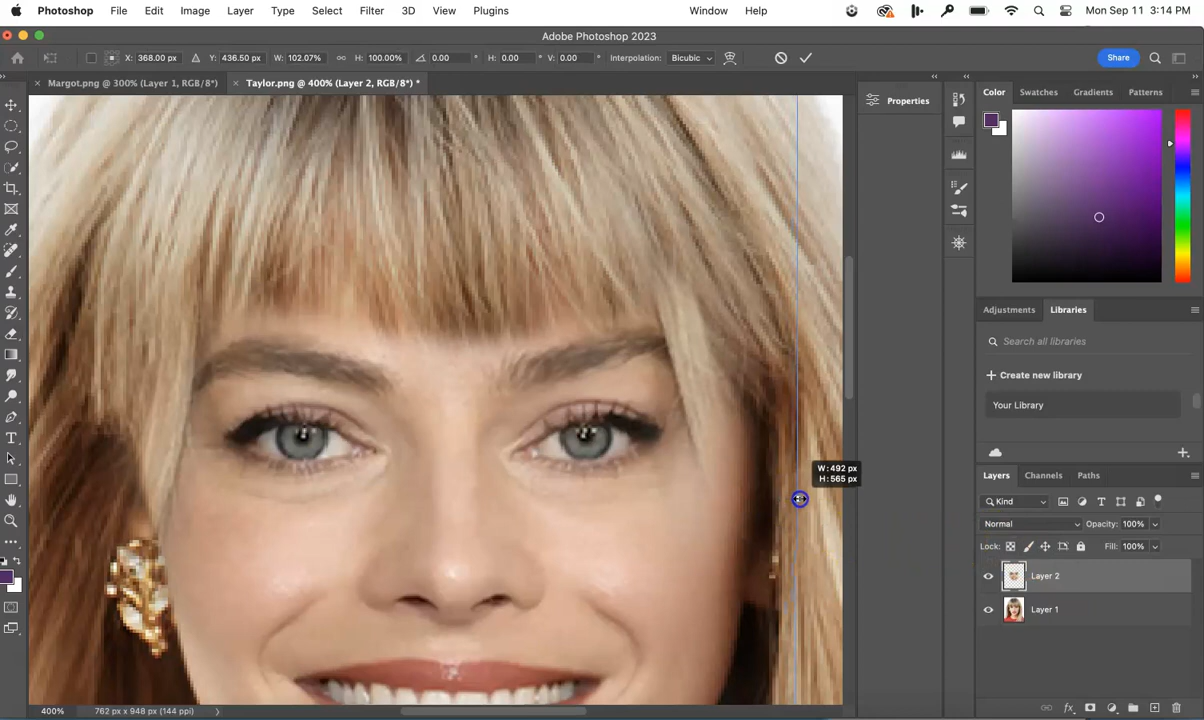 Photoshop File Edit Image Layer Type Select Filter 3D View Plugins Window Help Mon Sep 11 3:14 PM
Adobe Photoshop 2023
X: 368.00 px Y: 436.50 px W: 102.07% H: 100.00% 0.00 ° H: 0.00 ° V: 0.00 ° Interpolation: Bicubic Share
Margot.png @ 300% (Layer 1, RGB/8*) Taylor.png @ 400% (Layer 2, RGB/8*) *
Properties
Color Swatches Gradients Patterns
Adjustments Libraries
Search all libraries
Create new library
Your Library
W: 492 px
H: 565 px
Layers Channels Paths
Kind
Normal Opacity: 100%
Lock: Fill: 100%
Layer 2
Layer 1
400% 762 px x 948 px (144 ppi)